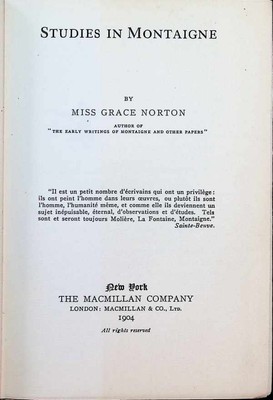 STUDIES IN MONTAIGNE
BY
MISS GRACE NORTON
AUTHOR OF
"THE EARLY WRITINGS OF MONTAIGNE AND OTHER PAPERS"
"Il est un petit nombre d'écrivains qui ont un privilège:
ils ont peint l'homme dans leurs œuvres, ou plutôt ils sont
l'homme, l'humanité même, et comme elle ils deviennent un
sujet inépuisable, éternal, d'observations et d'études. Tels
sont et seront toujours Molière, La Fontaine, Montaigne."
Sainte-Beuve.
New York
THE MACMILLAN COMPANY
LONDON: MACMILLAN & CO., LTD.
1904
All rights reserved